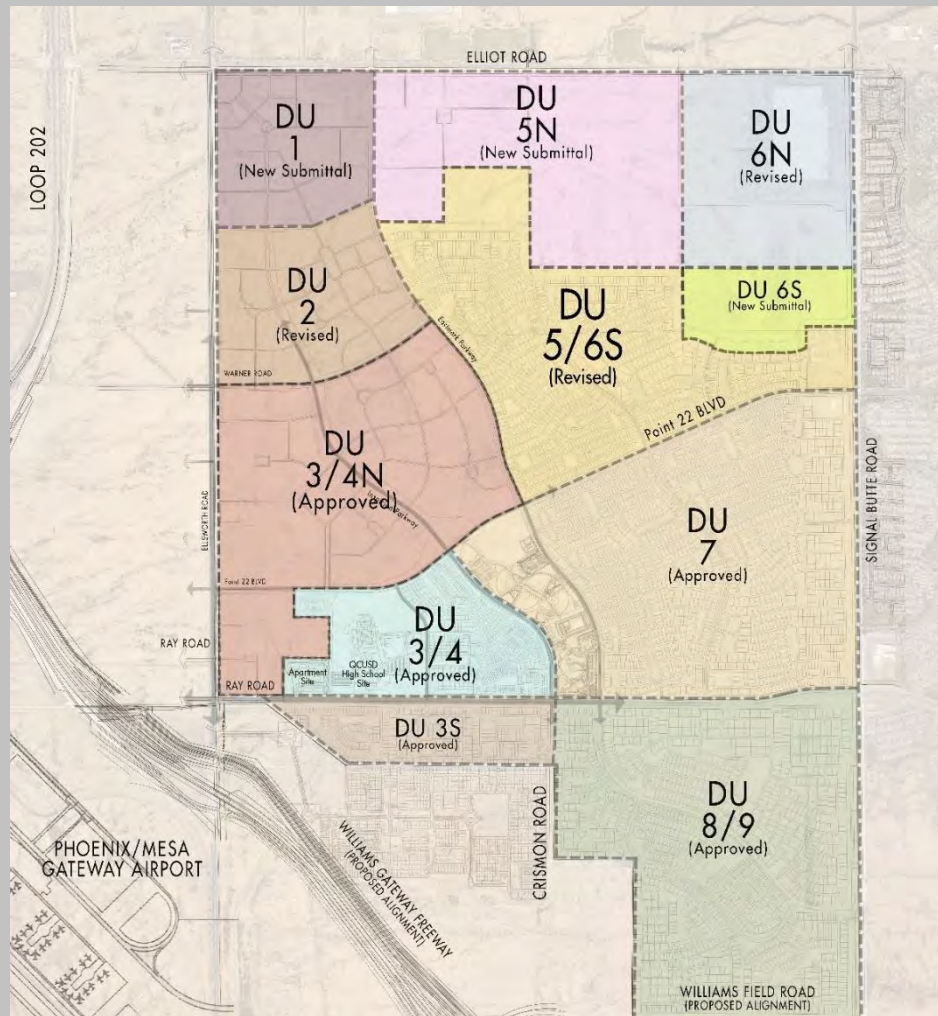 ELLIOT ROAD
LOOP 202
DU
1
(New Submittal)
DU
5N
(New Submittal)
DU
6N
(Revised)
DU
2
(Revised)
DU 6S
(New Submittal)
DU
5/6S
(Revised)
Eastmark Parkway
WARNER ROAD
Point 22 BLVD
DU
3/4N
(Approved)
Parkway
ELLSWORTH ROAD
SIGNAL BUTTE ROAD
DU
7
(Approved)
Point 22 BLVD
DU
3/4
(Approved)
RAY ROAD
Apartment
Site
QCUSD
High School
Site
RAY ROAD
DU 3S
(Approved)
DU
8/9
(Approved)
CRISMON ROAD
PHOENIX/MESA
GATEWAY AIRPORT
WILLIAMS GATEWAY FREEWAY
(PROPOSED ALIGNMENT)
WILLIAMS FIELD ROAD
(PROPOSED ALIGNMENT)